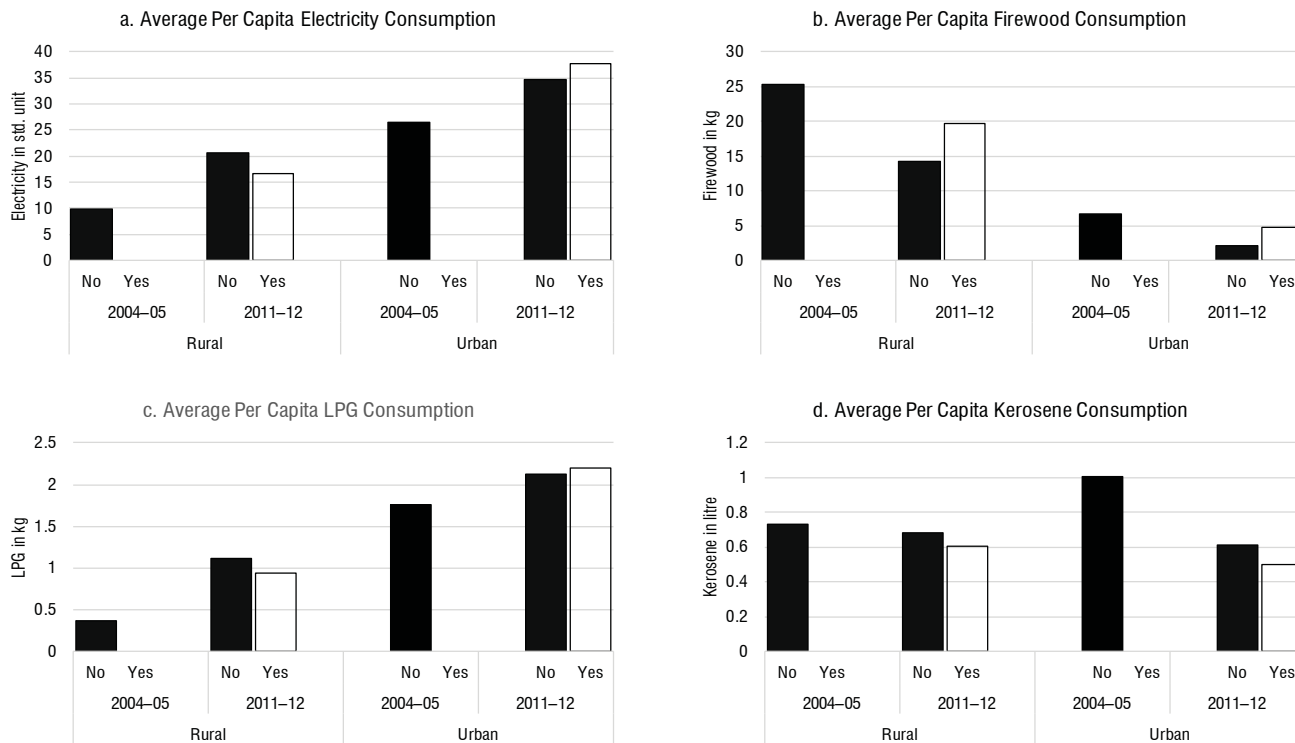 a. Average Per Capita Electricity Consumption
Electricity in std. unit
40
35
30
25
20
15
10
5
0
No Yes No Yes No Yes No Yes
2004–05 2011–12 2004–05 2011–12
Rural Urban
b. Average Per Capita Firewood Consumption
Firewood in kg
30
25
20
15
10
5
0
No Yes No Yes No Yes No Yes
2004–05 2011–12 2004–05 2011–12
Rural Urban
c. Average Per Capita LPG Consumption
LPG in kg
2.5
2
1.5
1
0.5
0
No Yes No Yes No Yes No Yes
2004–05 2011–12 2004–05 2011–12
Rural Urban
d. Average Per Capita Kerosene Consumption
Kerosene in litre
1.2
1
0.8
0.6
0.4
0.2
0
No Yes No Yes No Yes No Yes
2004–05 2011–12 2004–05 2011–12
Rural Urban